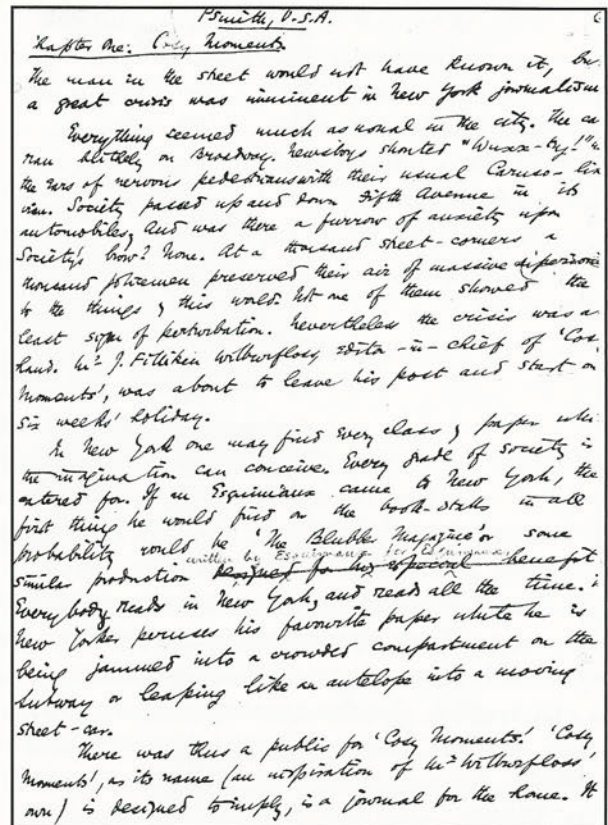 Psmith, U.S.A. 6
Chapter One: Cosy Moments.
The man in the street would not have known it, bu
a great crisis was imminent in New York journalism
Everything seemed much as usual in the city. The ca
ran blithely on Broadway. Newsboys shouted "Wuxx-try!" in
the ears of nervous pedestrians with their usual Caruso-lik
vim. Society passed up and down Fifth Avenue in its
automobiles, and was there a furrow of anxiety upon
Society's brow? None. At a thousand street-corners a
thousand policemen preserved their air of massive
to the things of this world. Not one of them showed the
least sign of perturbation. Nevertheless the crisis was a
hand. Mr J. Fillikin Wilberfloss, editor-in-chief of 'Cos
Moments', was about to leave his post and start on
six weeks' holiday.
In New York one may find every class of paper whi
the imagination can conceive. Every grade of society is
catered for. If an Esquimaux came to New York, the
first thing he would find on the book-stalls in all
probability would be 'The Blubber Magazine' or some
written by Esquimaux for Esquimaux
similar production designed for his especial benefit
Everybody reads in New York, and reads all the time.
New Yorker peruses his favourite paper while he is
being jammed into a crowded compartment on the
subway or leaping like an antelope into a moving
street-car.
There was thus a public for 'Cosy Moments'. 'Cosy
Moments', as its name (an inspiration of Mr Wilberfloss'
own) is designed to imply, is a journal for the home. It